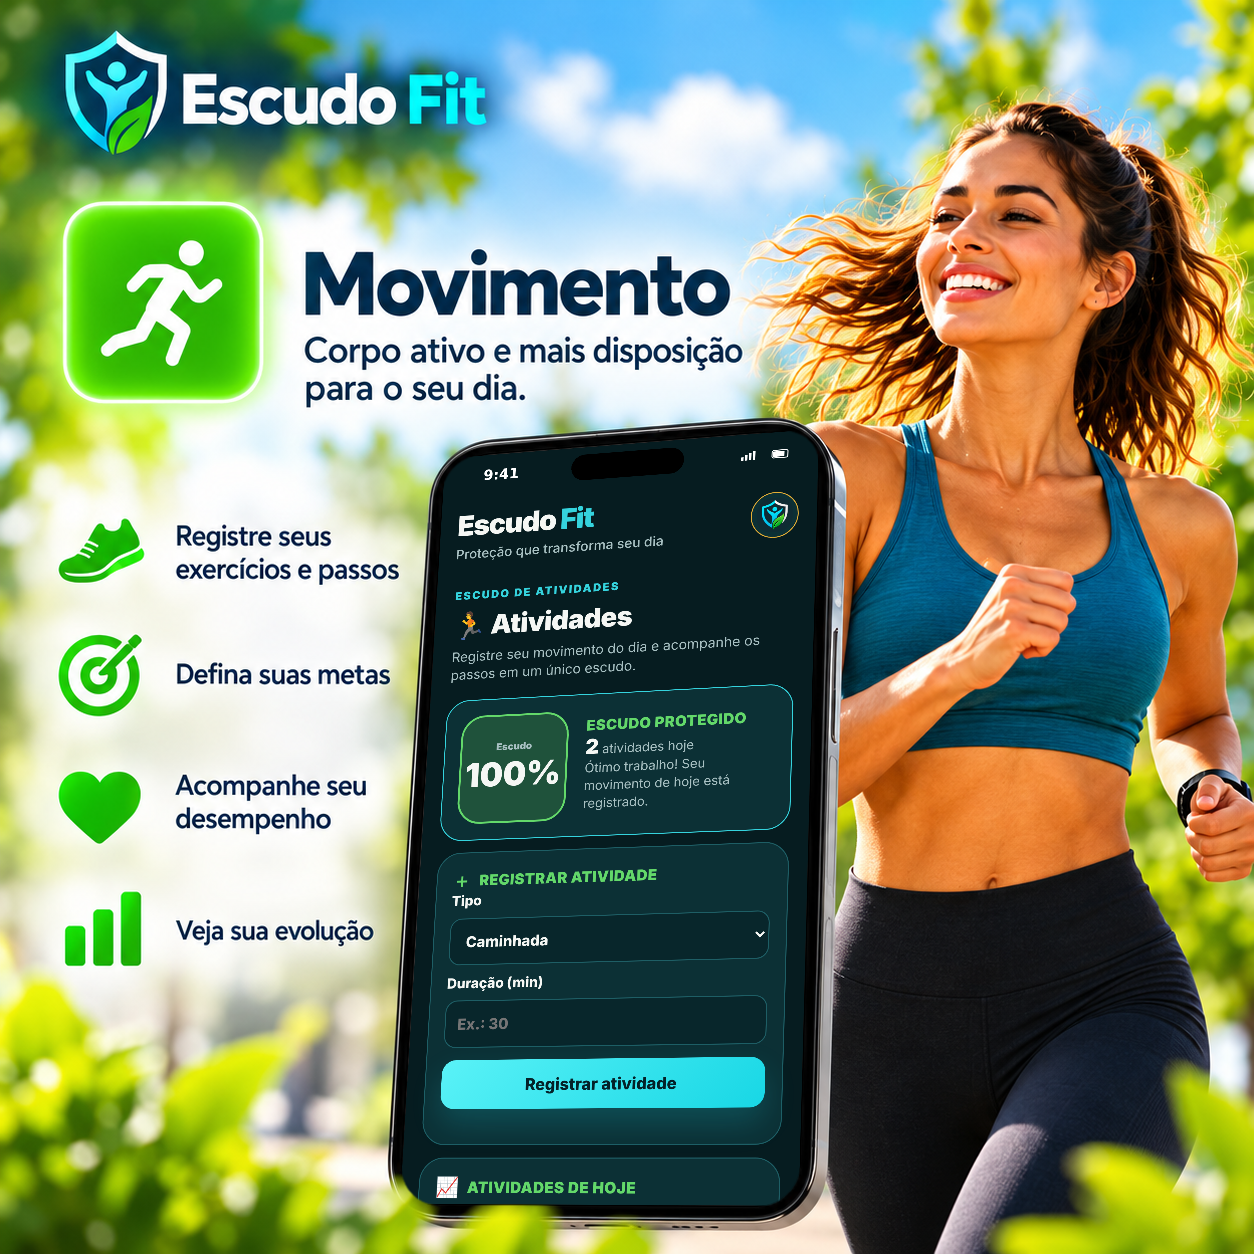 Escudo Fit
Movimento
Corpo ativo e mais disposição
para o seu dia.
Registre seus
exercícios e passos
Defina suas metas
Acompanhe seu
desempenho
Veja sua evolução
9:41
Escudo Fit
Proteção que transforma seu dia
ESCUDO DE ATIVIDADES
Atividades
Registre seu movimento do dia e acompanhe os
passos em um único escudo.
Escudo
100%
ESCUDO PROTEGIDO
2 atividades hoje
Ótimo trabalho! Seu
movimento de hoje está
registrado.
+ REGISTRAR ATIVIDADE
Tipo
Caminhada
Duração (min)
Ex.: 30
Registrar atividade
ATIVIDADES DE HOJE